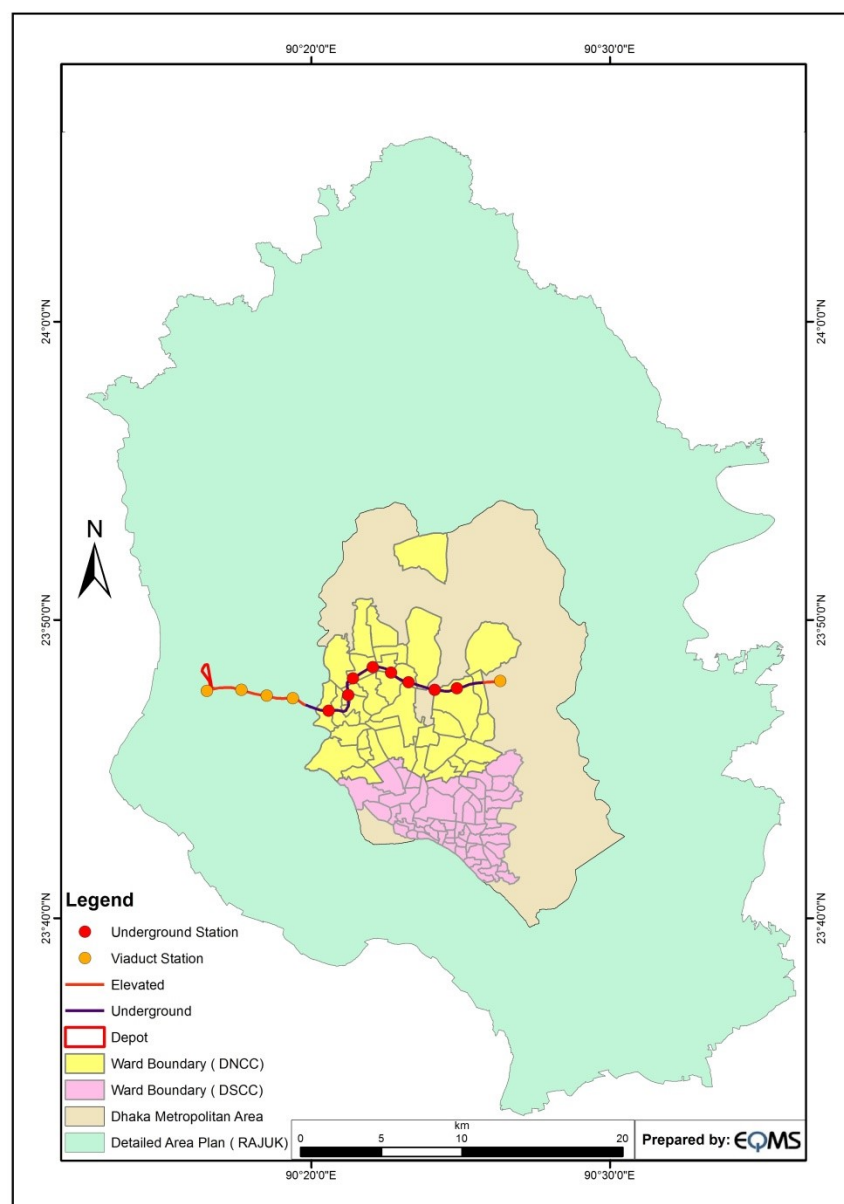 90°20'0"E
90°30'0"E
24°0'0"N
24°0'0"N
N
23°50'0"N
23°50'0"N
23°40'0"N
23°40'0"N
Legend
Underground Station
Viaduct Station
Elevated
Underground
Depot
Ward Boundary ( DNCC)
Ward Boundary ( DSCC)
Dhaka Metropolitan Area
Detailed Area Plan ( RAJUK)
km
0 5 10 20
Prepared by: EQMS
90°20'0"E
90°30'0"E